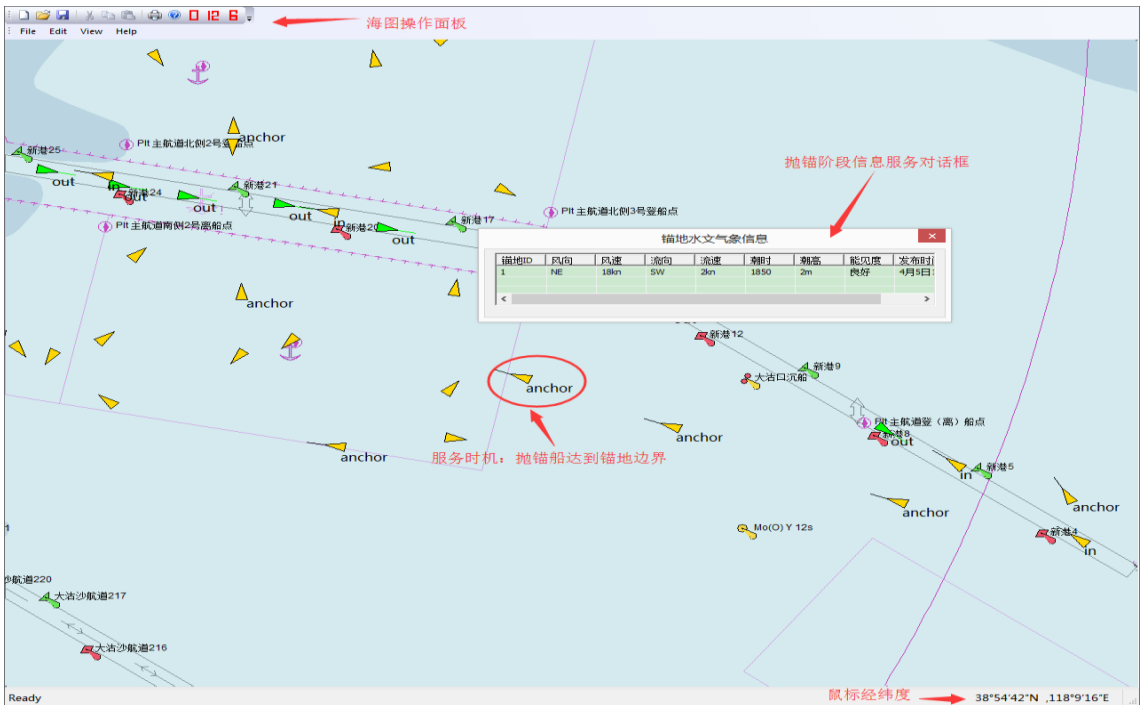 0 12 6
海图操作面板
File Edit View Help
anchor
新港25
Plt 主航道北侧2号登船点
抛锚阶段信息服务对话框
out
in
新港24
out
新港21
out
out
in
新港20
out
新港17
Plt 主航道北侧3号登船点
Plt 主航道南侧2号离船点
锚地水文气象信息
锚地ID 风向 风速 流向 流速 潮时 潮高 能见度 发布时间
1 NE 18kn SW 2kn 1850 2m 良好 4月5日
anchor
新港12
新港9
大沽口沉船
anchor
Plt 主航道登（离）船点
新港8
out
anchor
anchor
服务时机：抛锚船达到锚地边界
新港5
in
anchor
anchor
Mo(O) Y 12s
新港4
in
沙航道220
大沽沙航道217
大沽沙航道216
Ready
鼠标经纬度
38°54'42"N ,118°9'16"E